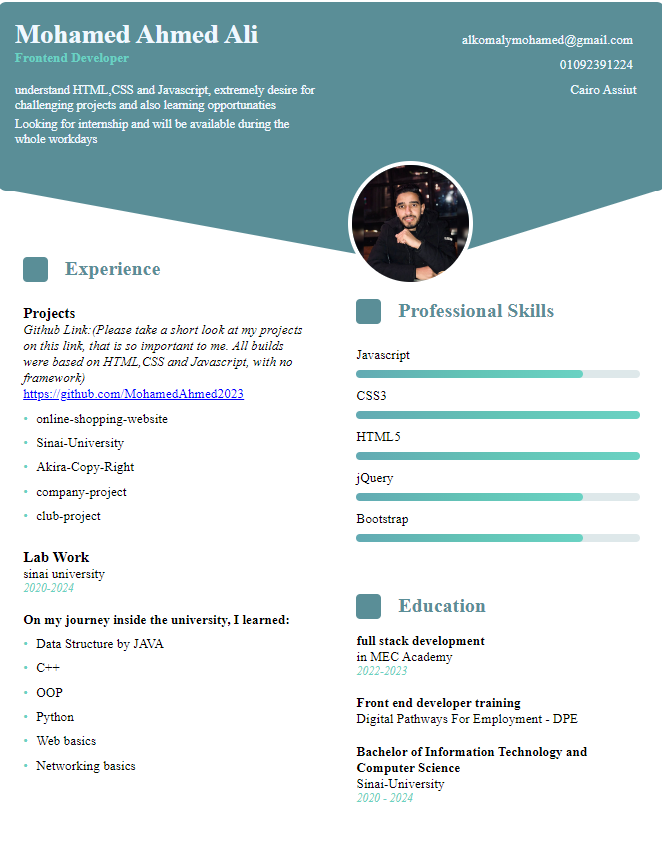 Mohamed Ahmed Ali
Frontend Developer
understand HTML,CSS and Javascript, extremely desire for
challenging projects and also learning opportunaties
Looking for internship and will be available during the
whole workdays
alkomalymohamed@gmail.com
01092391224
Cairo Assiut
Experience
Projects
Github Link:(Please take a short look at my projects
on this link, that is so important to me. All builds
were based on HTML,CSS and Javascript, with no
framework)
https://github.com/MohamedAhmed2023
• online-shopping-website
• Sinai-University
• Akira-Copy-Right
• company-project
• club-project
Lab Work
sinai university
2020-2024
On my journey inside the university, I learned:
• Data Structure by JAVA
• C++
• OOP
• Python
• Web basics
• Networking basics
Professional Skills
Javascript
CSS3
HTML5
jQuery
Bootstrap
Education
full stack development
in MEC Academy
2022-2023
Front end developer training
Digital Pathways For Employment - DPE
Bachelor of Information Technology and
Computer Science
Sinai-University
2020 - 2024